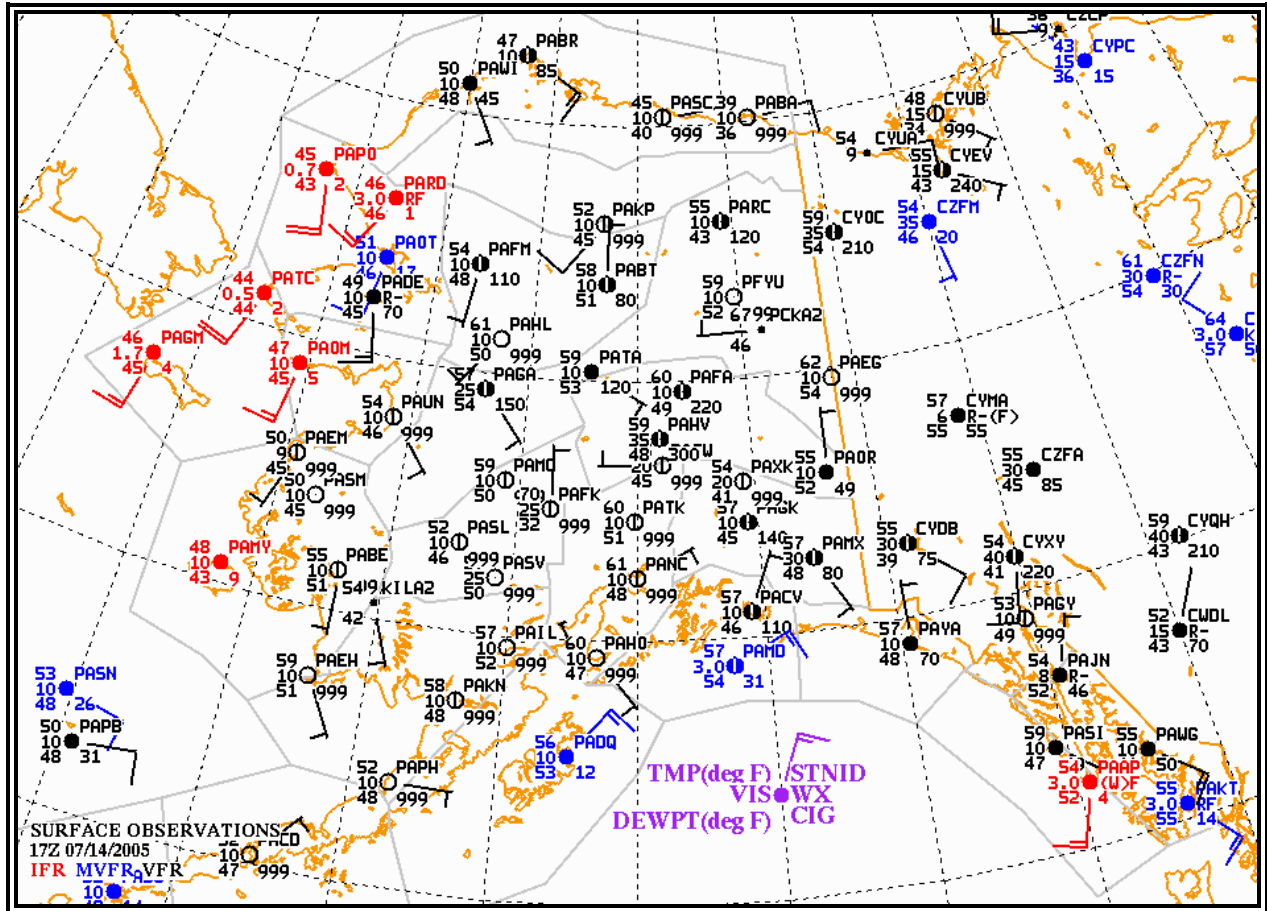 36 CZCP
9
43 CYPC
15
36 15
47 PABR
10
85
50 PAWI
10
48 45
45 PASC
10
40 999
39 PABA
10
36 999
48 CYUB
15
34 999
54 CYUA
9
55 CYEV
15
43 240
45 PAPO
0.7
43 2
46 PARD
3.0 RF
46 1
51 PAOT
10
46 17
54 PAFM
10
48 110
49 PADE
10 R-
45 70
52 PAKP
10
45 999
55 PARC
10
43 120
59 CYOC
35
54 210
54 CZFM
35
46 20
61 CZFN
30 R-
54 30
44 PATC
0.5
44 2
58 PABT
10
51 80
59 PFYU
10
52 6799 PCKA2
46
64
3.0
57
46 PAGM
1.7
45 4
47 PAOM
10
45 5
61 PAHL
10
50 999
57 PAGA
25
54 150
59 PATA
10
53 120
60 PAFA
10
49 220
62 PAEG
10
54 999
57 CYMA
6 R-(F)
55 55
54 PAUN
10
46 999
59 PAHV
35
48 300
20
45 999
50 PAEM
9
45 999
50 PASM
10
45 999
59 PAMC
10
50
(70) PAFK
25
32 999
54 PAXK
20
41 999
55 PAOR
10
52 49
55 CZFA
30
45 85
60 PATK
10
51 999
57 PAGK
10
45 140
52 PASL
10
46 999
55 CYDB
30
39 75
54 CYXY
40
41 220
59 CYQH
40
43 210
48 PAMY
10
43 9
55 PABE
10
51
54 9 KILA2
42
PASV
25
50 999
61 PANC
10
48 999
57 PAMX
30
48 80
57 PACV
10
46 110
53 PAGY
10
49 999
52 CWDL
15 R-
43 70
57 PAIL
10
52 999
60 PAHO
10
47 999
57 PAMD
3.0
54 31
57 PAYA
10
48 70
54 PAJN
8 R-
52 46
53 PASN
10
48 26
59 PAEH
10
51 999
58 PAKN
10
48 999
50 PAPB
10
48 31
56 PADQ
10
53 12
59 PASI
10
47
55 PAWG
10
50
52 PAPH
10
48 999
54 PAAP
3.0 (W)F
52 4
55 PAKT
3.0 RF
55 14
TMP(deg F) STNID
VIS WX
DEWPT(deg F) CIG
SURFACE OBSERVATIONS
17Z 07/14/2005
IFR MVFR VFR
52 PACD
10
47 999
10